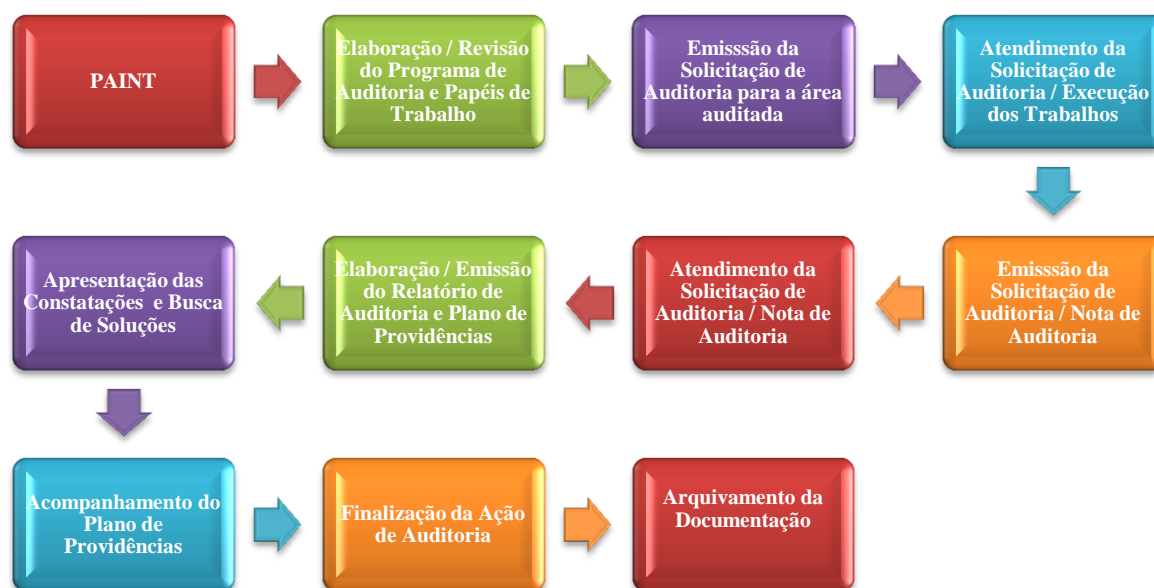 PAINT
Elaboração / Revisão
do Programa de
Auditoria e Papéis de
Trabalho
Emisssão da
Solicitação de
Auditoria para a área
auditada
Atendimento da
Solicitação de
Auditoria / Execução
dos Trabalhos
Emisssão da
Solicitação de
Auditoria / Nota de
Auditoria
Atendimento da
Solicitação de
Auditoria / Nota de
Auditoria
Elaboração / Emissão
do Relatório de
Auditoria e Plano de
Providências
Apresentação das
Constatações e Busca
de Soluções
Acompanhamento do
Plano de
Providências
Finalização da Ação
de Auditoria
Arquivamento da
Documentação